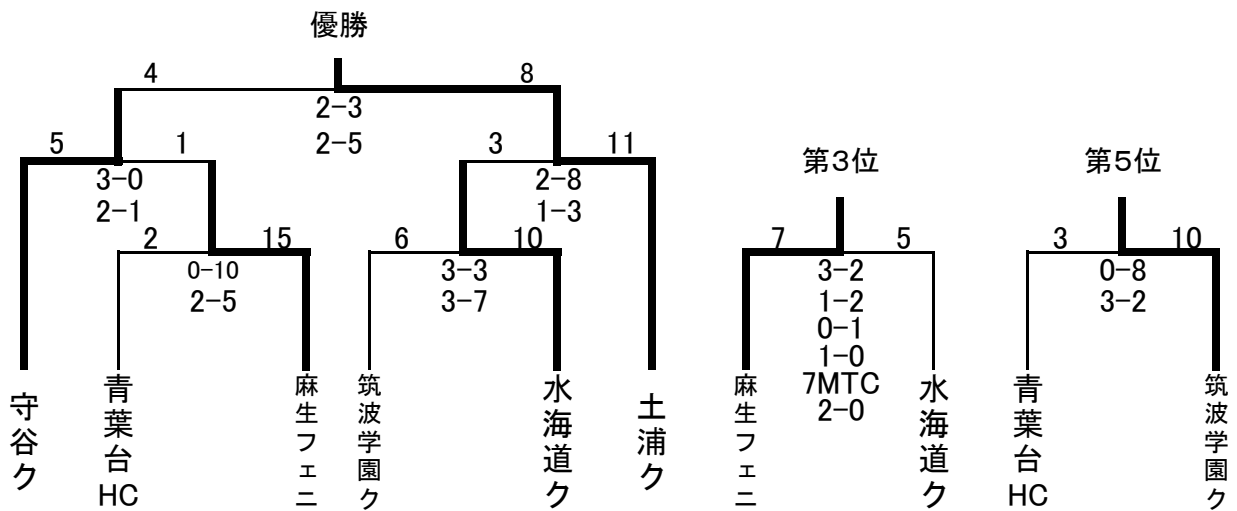 優勝
4
8
2-3
2-5
5
1
3
11
3-0
2-1
2-8
1-3
第3位
第5位
2
15
6
10
7
5
3
10
0-10
2-5
3-3
3-7
3-2
1-2
0-1
1-0
7MTC
2-0
0-8
3-2
守谷ク
青葉台HC
麻生フェニ
筑波学園ク
水海道ク
土浦ク
麻生フェニ
水海道ク
青葉台HC
筑波学園ク